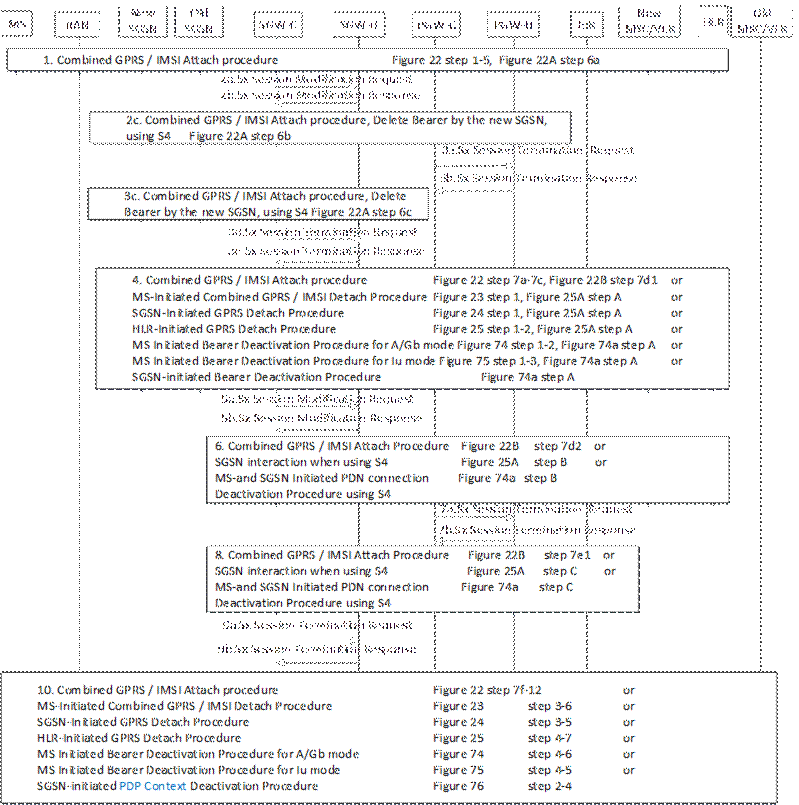 MS RAN New SGSN Old SGSN SGW-C SGW-U PGW-C PGW-U New MSC/VLR HLR Old MSC/VLR
1. Combined GPRS / IMSI Attach procedure Figure 22 step 1-5, Figure 22A step 6a
2a.Sx Session Modification Request
2b.Sx Session Modification Response
2c. Combined GPRS / IMSI Attach procedure, Delete Bearer by the new SGSN,
using S4 Figure 22A step 6b
3a.Sx Session Termination Request
3b.Sx Session Termination Response
3c. Combined GPRS / IMSI Attach procedure, Delete
Bearer by the new SGSN, using S4 Figure 22A step 6c
Sx Session Termination Request
Sx Session Termination Response
4. Combined GPRS / IMSI Attach procedure Figure 22 step 7a-7c, Figure 22B step 7d1 or
MS-Initiated Combined GPRS / IMSI Detach Procedure Figure 23 step 1, Figure 25A step A or
SGSN-Initiated GPRS Detach Procedure Figure 24 step 1, Figure 25A step A or
HLR-Initiated GPRS Detach Procedure Figure 25 step 1-2, Figure 25A step A or
MS Initiated Bearer Deactivation Procedure for A/Gb mode Figure 74 step 1-2, Figure 74a step A or
MS Initiated Bearer Deactivation Procedure for Iu mode Figure 75 step 1-3, Figure 74a step A or
SGSN-initiated Bearer Deactivation Procedure Figure 74a step A
5a.Sx Session Modification Request
5b.Sx Session Modification Response
6. Combined GPRS / IMSI Attach Procedure Figure 22B step 7d2 or
SGSN interaction when using S4 Figure 25A step B or
MS-and SGSN Initiated PDN connection Figure 74a step B
Deactivation Procedure using S4
7a.Sx Session Termination Request
7b.Sx Session Termination Response
8. Combined GPRS / IMSI Attach Procedure Figure 22B step 7e1 or
SGSN interaction when using S4 Figure 25A step C or
MS-and SGSN Initiated PDN connection Figure 74a step C
Deactivation Procedure using S4
9a.Sx Session Termination Request
9b.Sx Session Termination Response
10. Combined GPRS / IMSI Attach procedure Figure 22 step 7f-12 or
MS-Initiated Combined GPRS / IMSI Detach Procedure Figure 23 step 3-6 or
SGSN-Initiated GPRS Detach Procedure Figure 24 step 3-5 or
HLR-Initiated GPRS Detach Procedure Figure 25 step 4-7 or
MS Initiated Bearer Deactivation Procedure for A/Gb mode Figure 74 step 4-6 or
MS Initiated Bearer Deactivation Procedure for Iu mode Figure 75 step 4-5 or
SGSN-initiated PDP Context Deactivation Procedure Figure 76 step 2-4